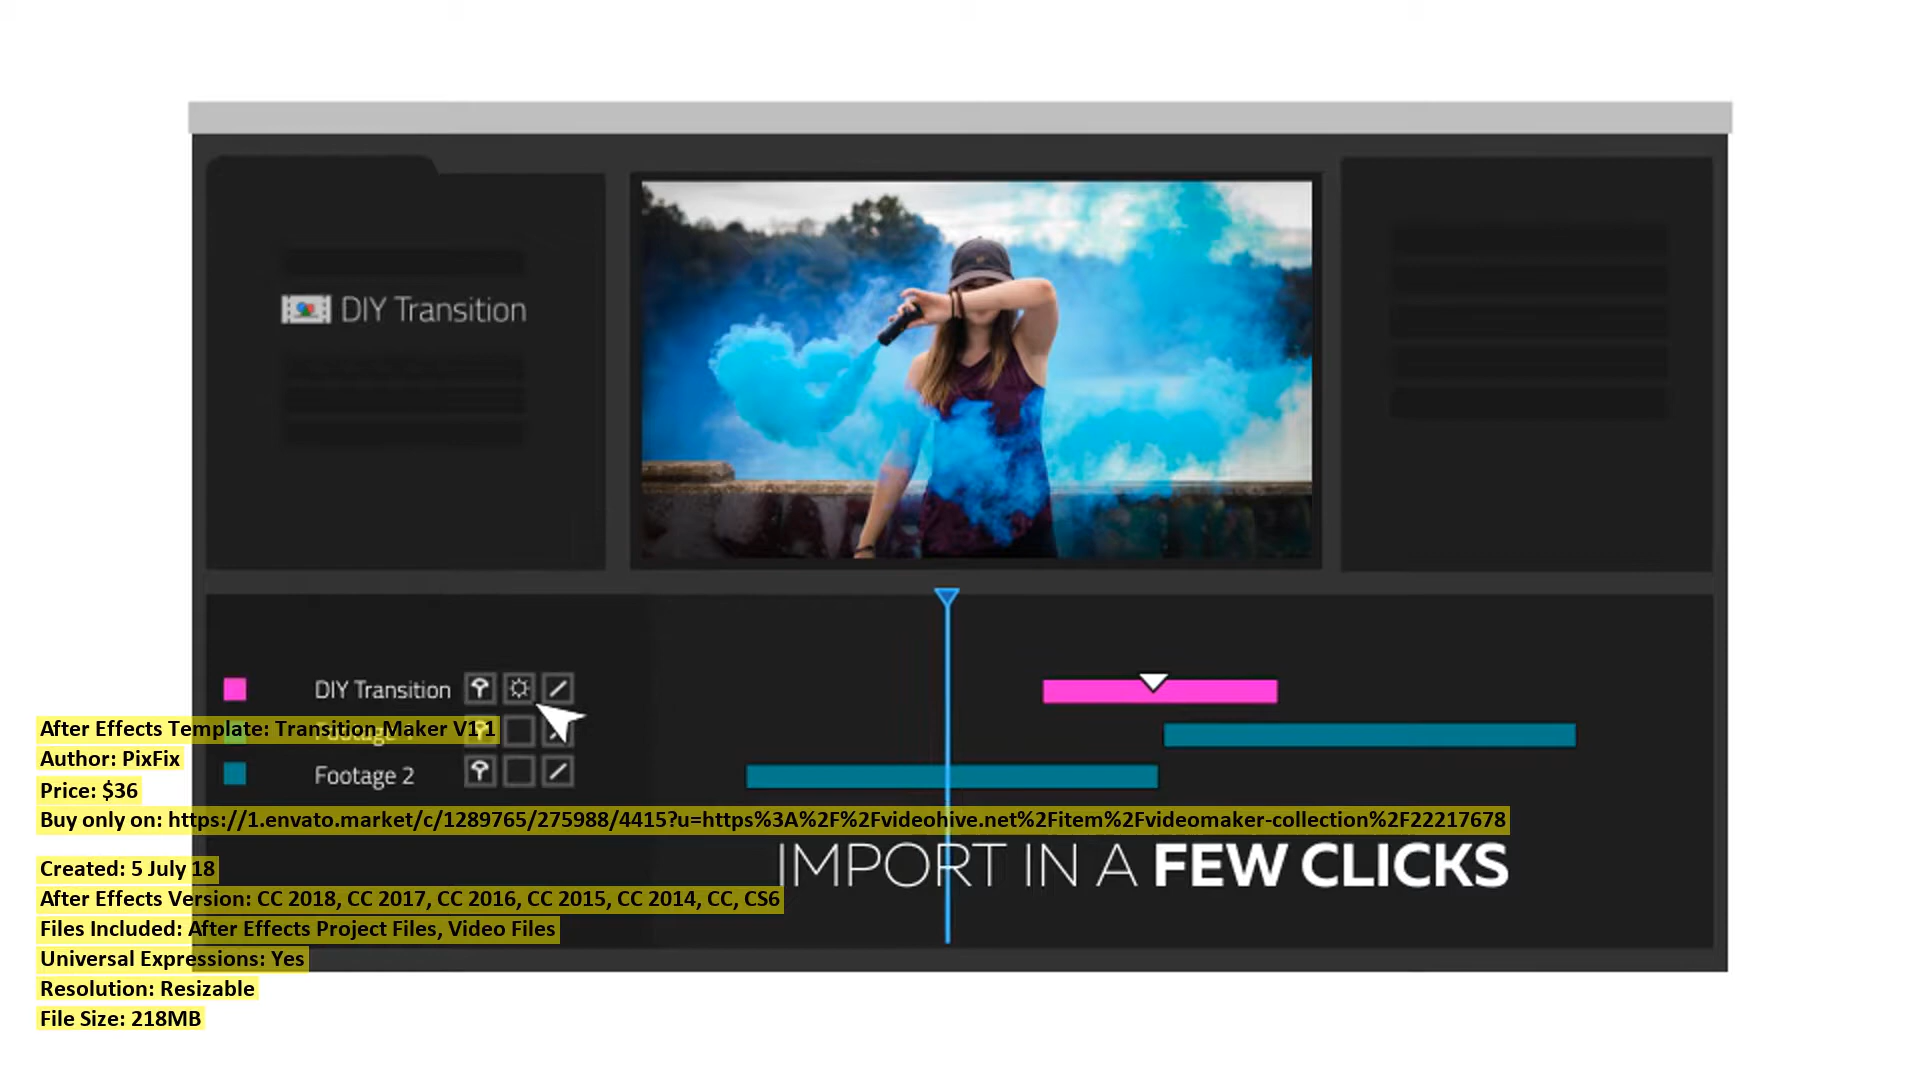 DIY Transition
DIY Transition
After Effects Template: Transition Maker V1.1
Footage 1
Author: PixFix
Footage 2
Price: $36
Buy only on: https://1.envato.market/c/1289765/275988/4415?u=https%3A%2F%2Fvideohive.net%2Fitem%2Fvideomaker-collection%2F22217678
IMPORT IN A FEW CLICKS
Created: 5 July 18
After Effects Version: CC 2018, CC 2017, CC 2016, CC 2015, CC 2014, CC, CS6
Files Included: After Effects Project Files, Video Files
Universal Expressions: Yes
Resolution: Resizable
File Size: 218MB